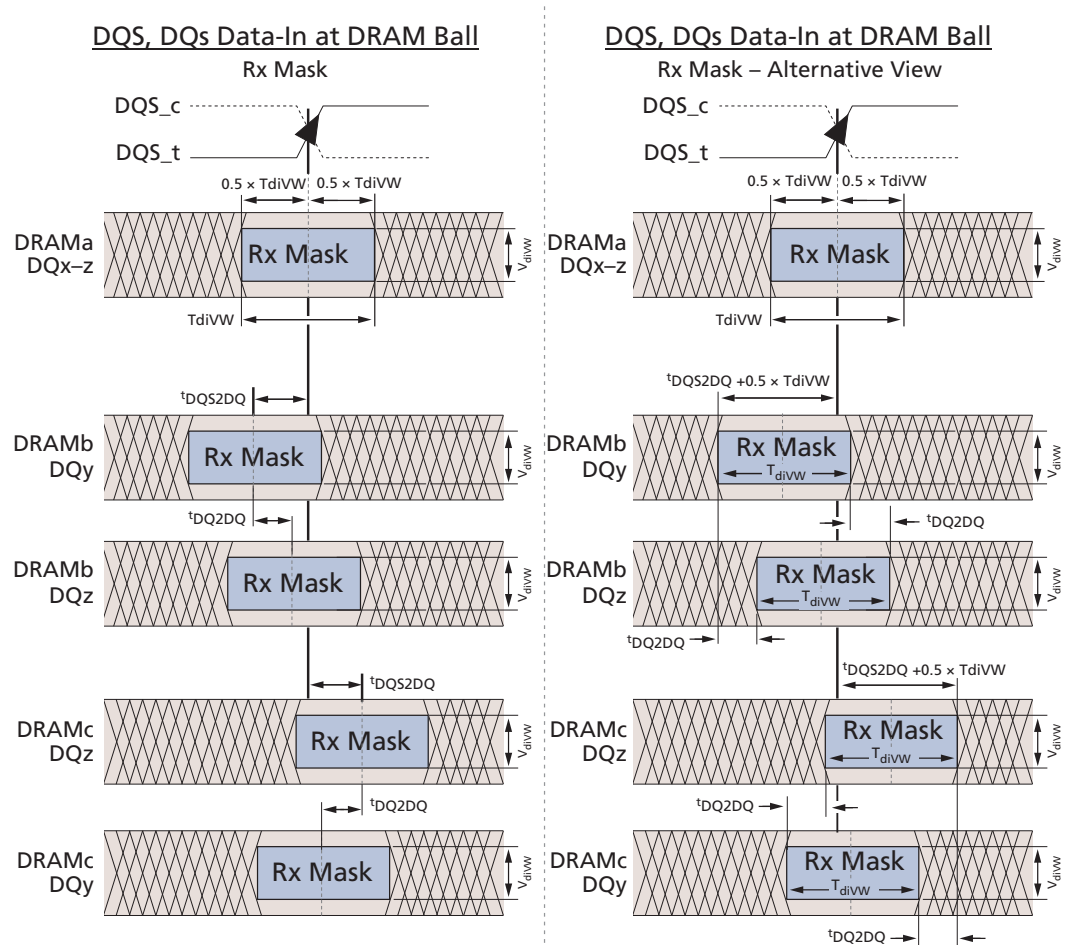 DQS, DQs Data-In at DRAM Ball
Rx Mask
DQS_c
DQS_t
0.5 × TdiVW
0.5 × TdiVW
DRAMa
DQx–z
Rx Mask
VdiVW
TdiVW
tDQS2DQ
DRAMb
DQy
Rx Mask
VdiVW
tDQ2DQ
DRAMb
DQz
Rx Mask
VdiVW
tDQS2DQ
DRAMc
DQz
Rx Mask
VdiVW
tDQ2DQ
DRAMc
DQy
Rx Mask
VdiVW
DQS, DQs Data-In at DRAM Ball
Rx Mask – Alternative View
DQS_c
DQS_t
0.5 × TdiVW
0.5 × TdiVW
DRAMa
DQx–z
Rx Mask
VdiVW
TdiVW
tDQS2DQ +0.5 × TdiVW
DRAMb
DQy
Rx Mask
TdiVW
VdiVW
tDQ2DQ
DRAMb
DQz
Rx Mask
TdiVW
VdiVW
tDQ2DQ
tDQS2DQ +0.5 × TdiVW
DRAMc
DQz
Rx Mask
TdiVW
VdiVW
tDQ2DQ
DRAMc
DQy
Rx Mask
TdiVW
VdiVW
tDQ2DQ